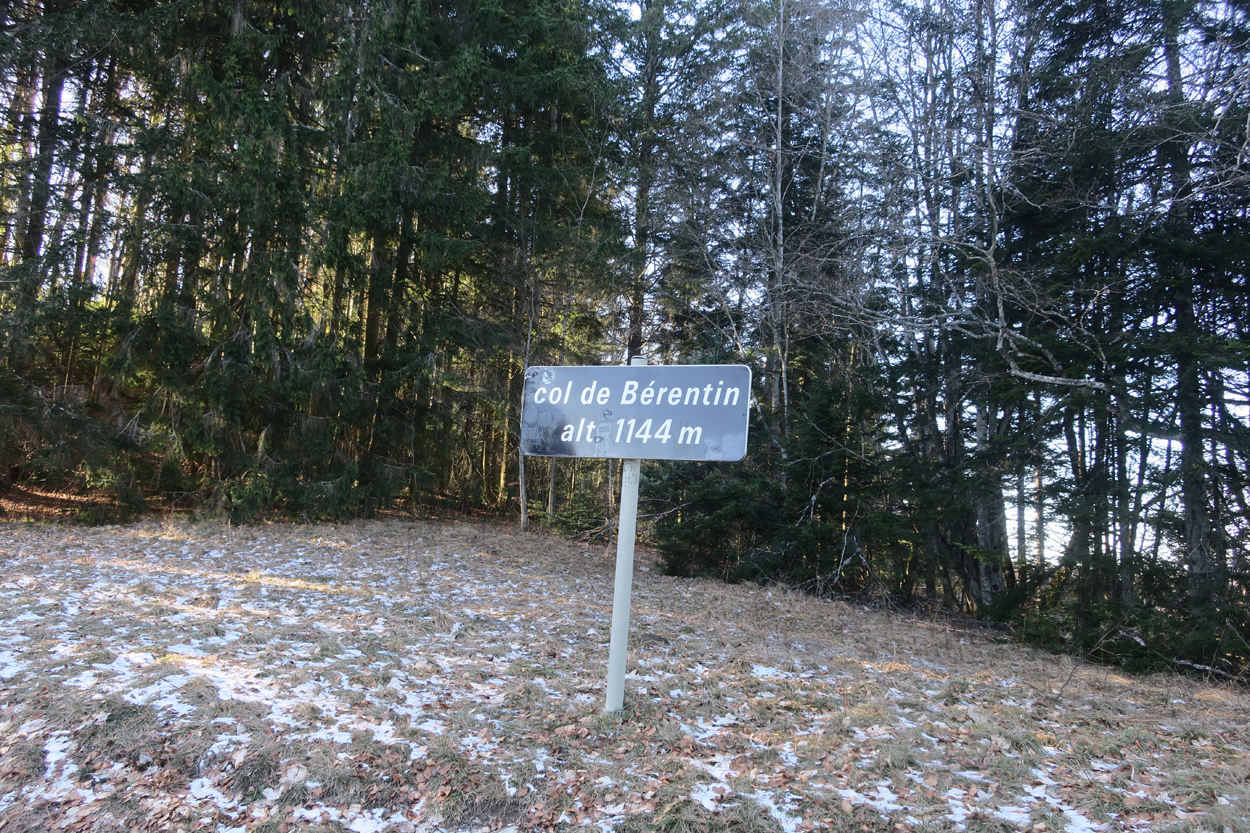 col de Bérentin
alt. 1144 m